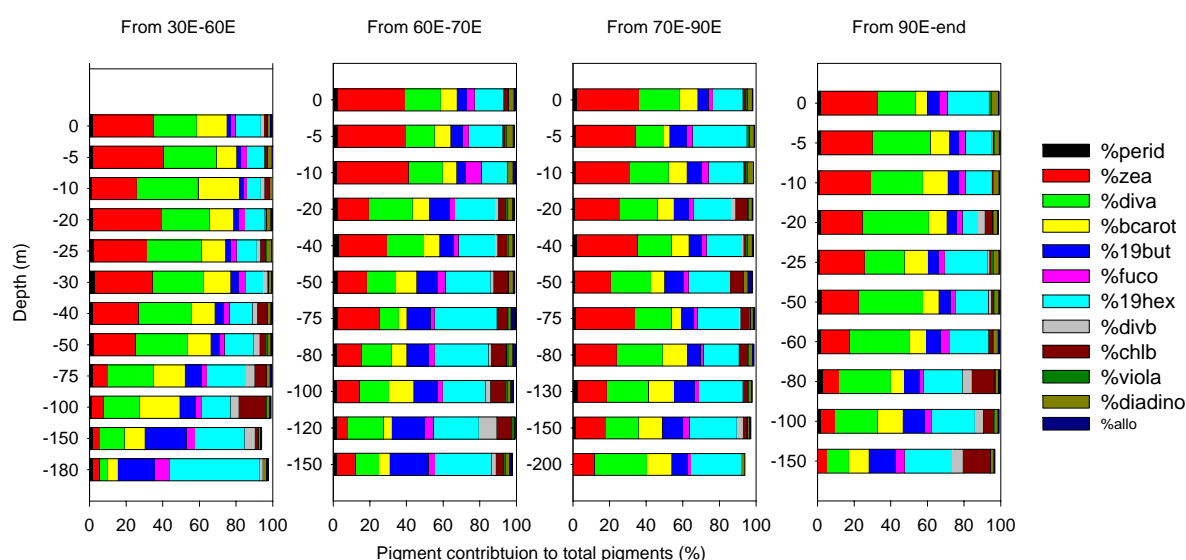 From 30E-60E
From 60E-70E
From 70E-90E
From 90E-end
Depth (m)
0
-5
-10
-20
-25
-30
-40
-50
-75
-100
-150
-180
0 20 40 60 80 100
0
-5
-10
-20
-40
-50
-75
-80
-100
-120
-150
0 20 40 60 80 100
0
-5
-10
-20
-40
-50
-75
-80
-130
-150
-200
0 20 40 60 80 100
0
-5
-10
-20
-25
-50
-60
-80
-100
-150
0 20 40 60 80 100
Pigment contribtuion to total pigments (%)
%perid
%zea
%diva
%bcarot
%19but
%fuco
%19hex
%divb
%chlb
%viola
%diadino
%allo